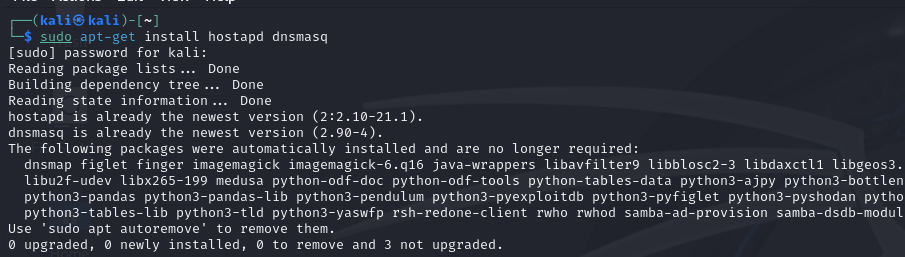 ┌──(kali㉿kali)-[~]
└─$ sudo apt-get install hostapd dnsmasq
[sudo] password for kali:
Reading package lists... Done
Building dependency tree... Done
Reading state information... Done
hostapd is already the newest version (2:2.10-21.1).
dnsmasq is already the newest version (2.90-4).
The following packages were automatically installed and are no longer required:
  dnsmap figlet finger imagemagick imagemagick-6.q16 java-wrappers libavfilter9 libblosc2-3 libdaxctl1 libgeos3.
  libu2f-udev libx265-199 medusa python-odf-doc python-odf-tools python-tables-data python3-ajpy python3-bottlen
  python3-pandas python3-pandas-lib python3-pendulum python3-pyexploitdb python3-pyfiglet python3-pyshodan pytho
  python3-tables-lib python3-tld python3-yaswfp rsh-redone-client rwho rwhod samba-ad-provision samba-dsdb-modul
Use 'sudo apt autoremove' to remove them.
0 upgraded, 0 newly installed, 0 to remove and 3 not upgraded.